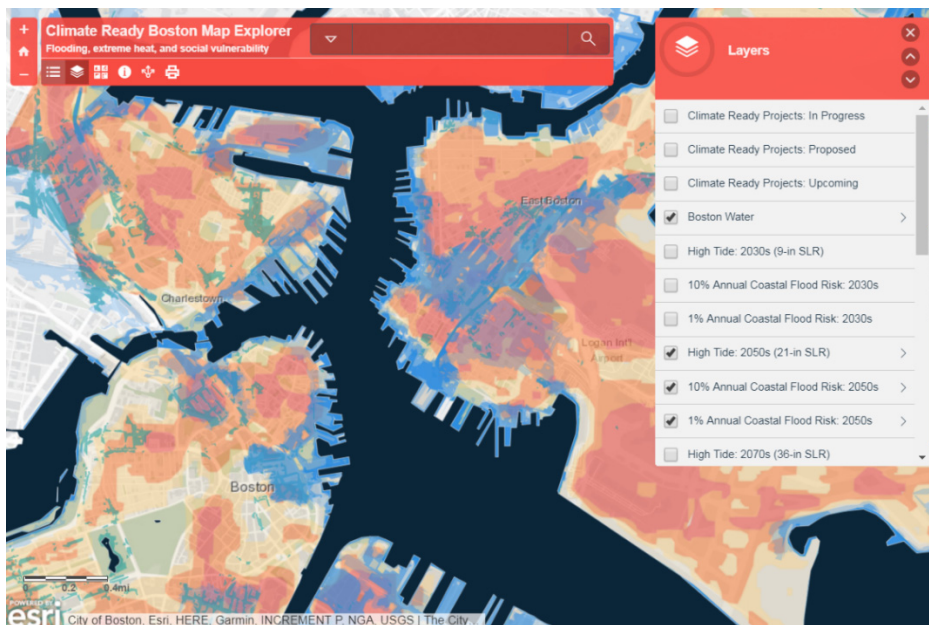 Climate Ready Boston Map Explorer
Flooding, extreme heat, and social vulnerability
Layers
Climate Ready Projects: In Progress
Climate Ready Projects: Proposed
Climate Ready Projects: Upcoming
Boston Water
High Tide: 2030s (9-in SLR)
10% Annual Coastal Flood Risk: 2030s
1% Annual Coastal Flood Risk: 2030s
High Tide: 2050s (21-in SLR)
10% Annual Coastal Flood Risk: 2050s
1% Annual Coastal Flood Risk: 2050s
High Tide: 2070s (36-in SLR)
East Boston
Charlestown
Logan Int'l
Airport
Boston
0 0.2 0.4mi
POWERED BY
esri
City of Boston, Esri, HERE, Garmin, INCREMENT P, NGA, USGS | The City